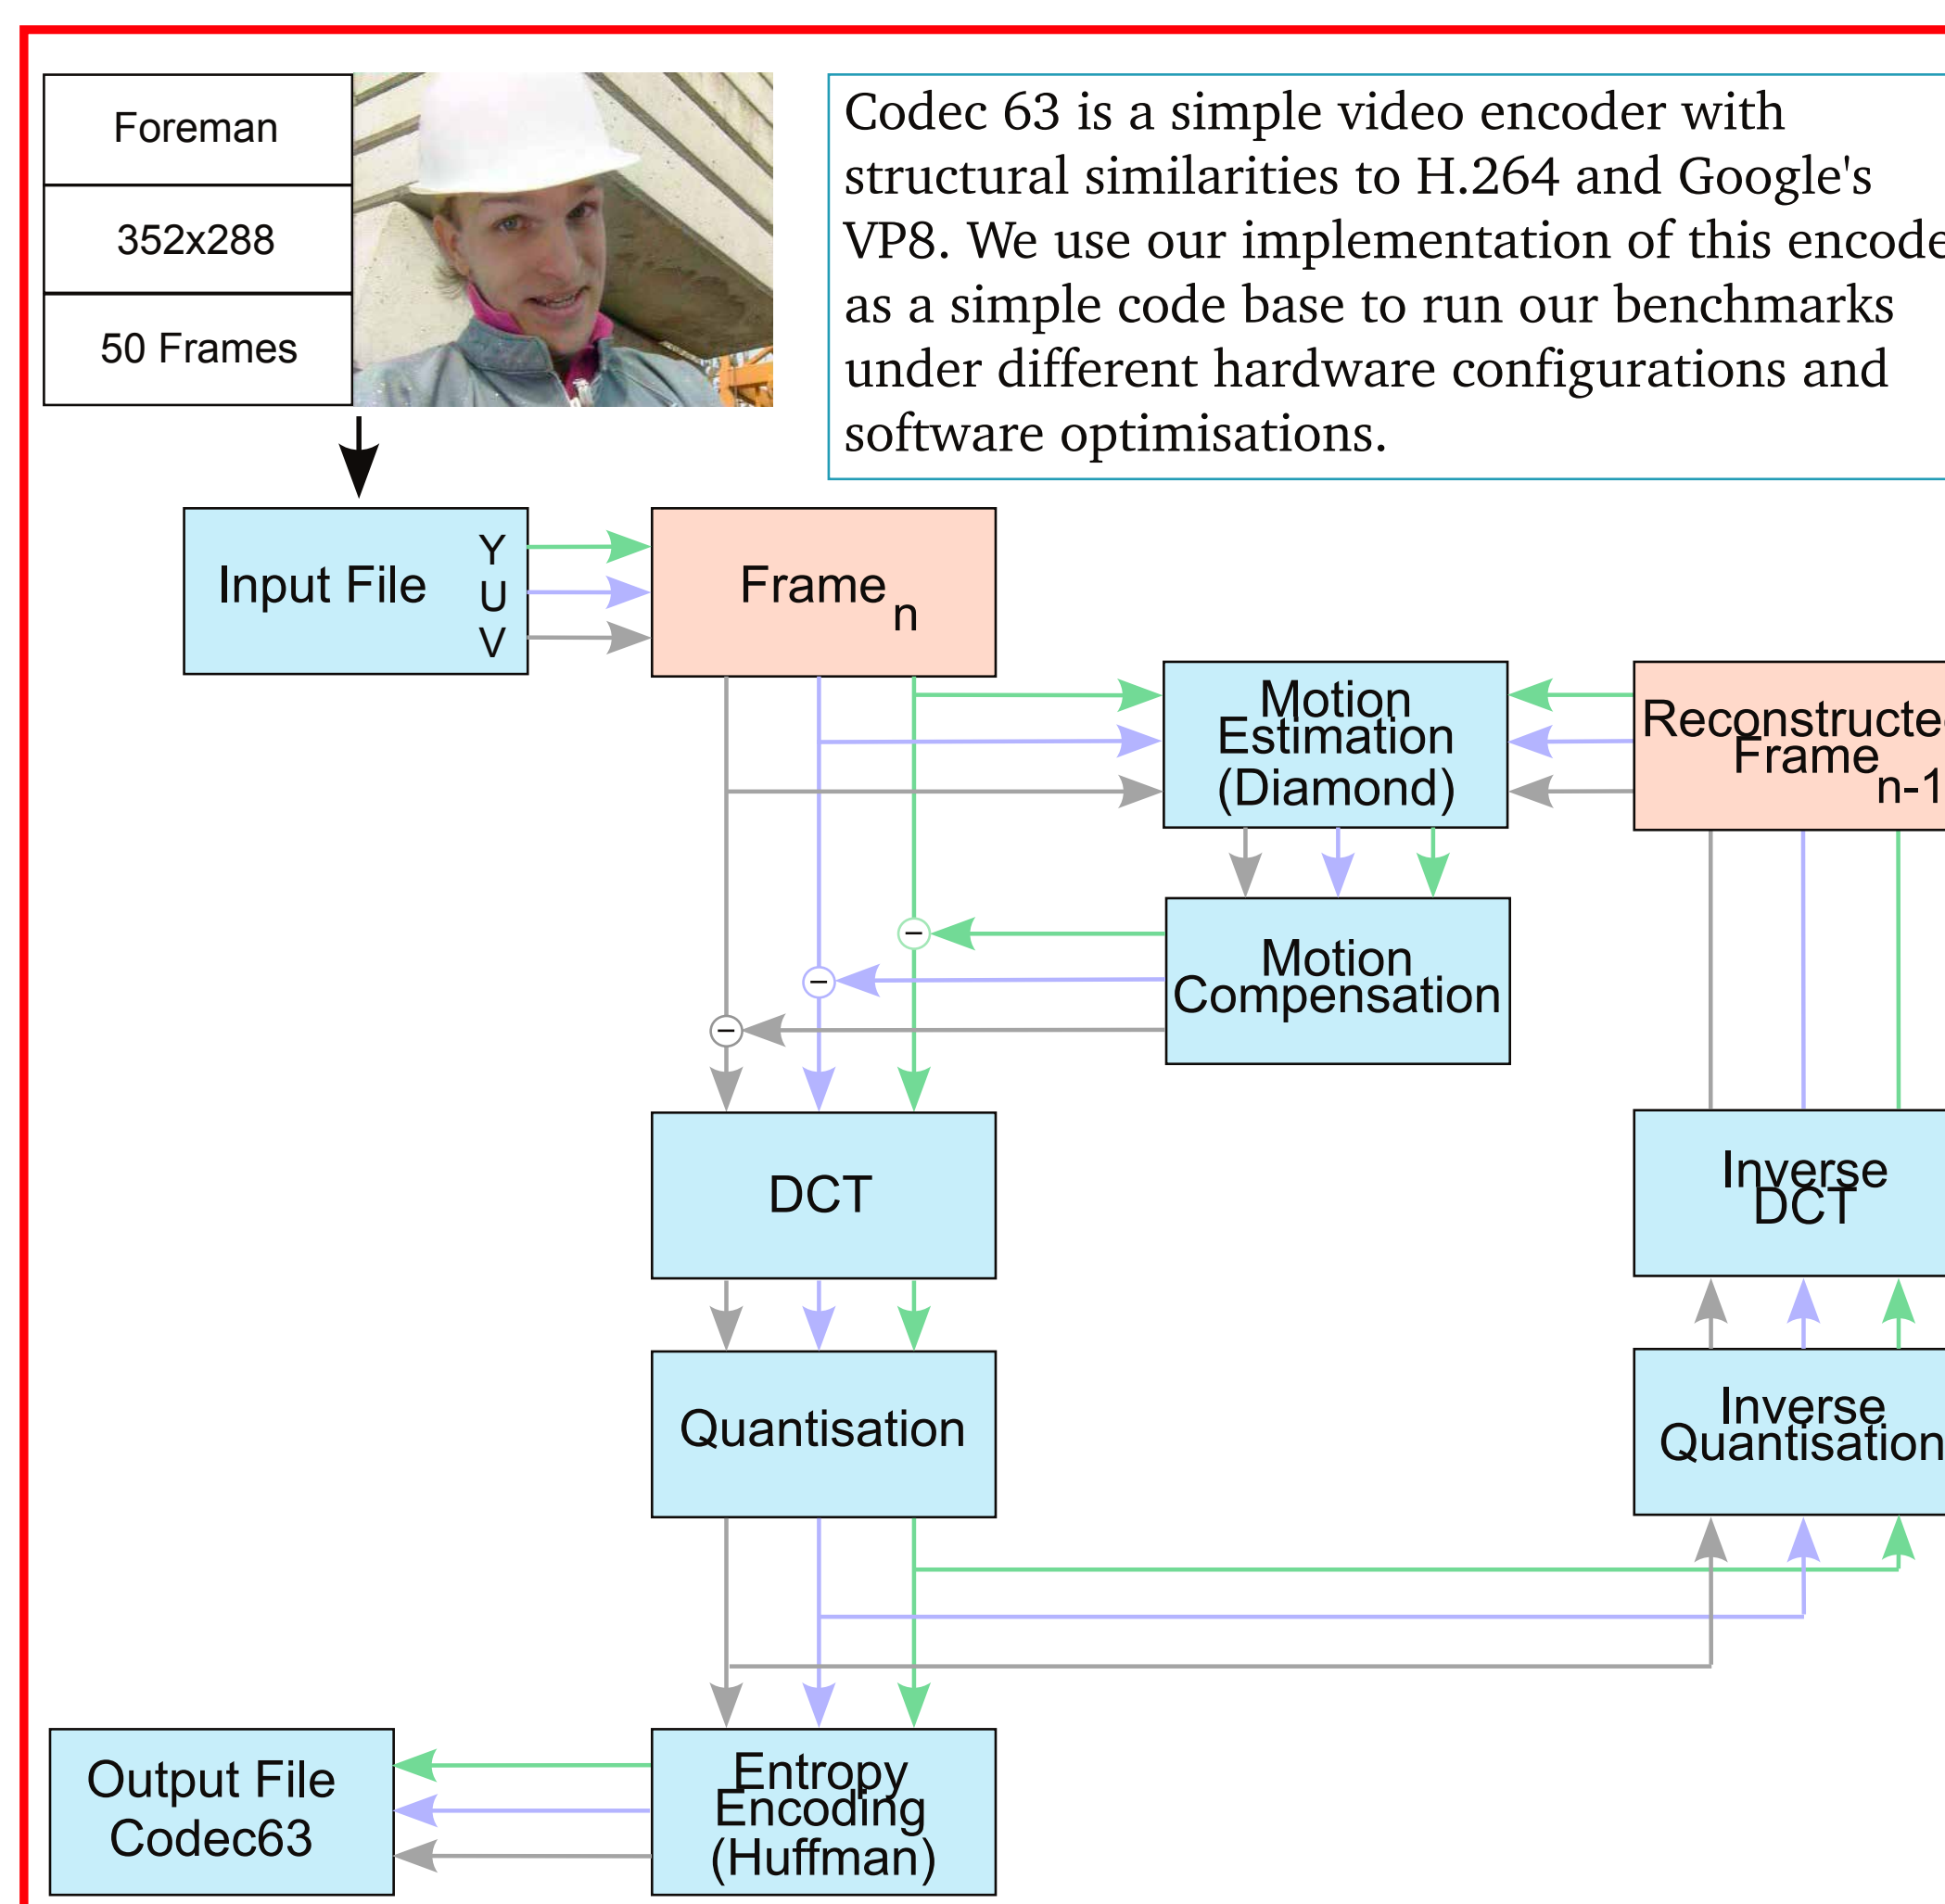 Foreman
352x288
50 Frames
Codec 63 is a simple video encoder with
structural similarities to H.264 and Google's
VP8. We use our implementation of this encode
as a simple code base to run our benchmarks
under different hardware configurations and
software optimisations.
Input File
Y
U
V
Frame n
Motion
Estimation
(Diamond)
Reconstructe
Frame n-1
Motion
Compensation
−
−
−
DCT
Inverse
DCT
Quantisation
Inverse
Quantisation
Output File
Codec63
Entropy
Encoding
(Huffman)